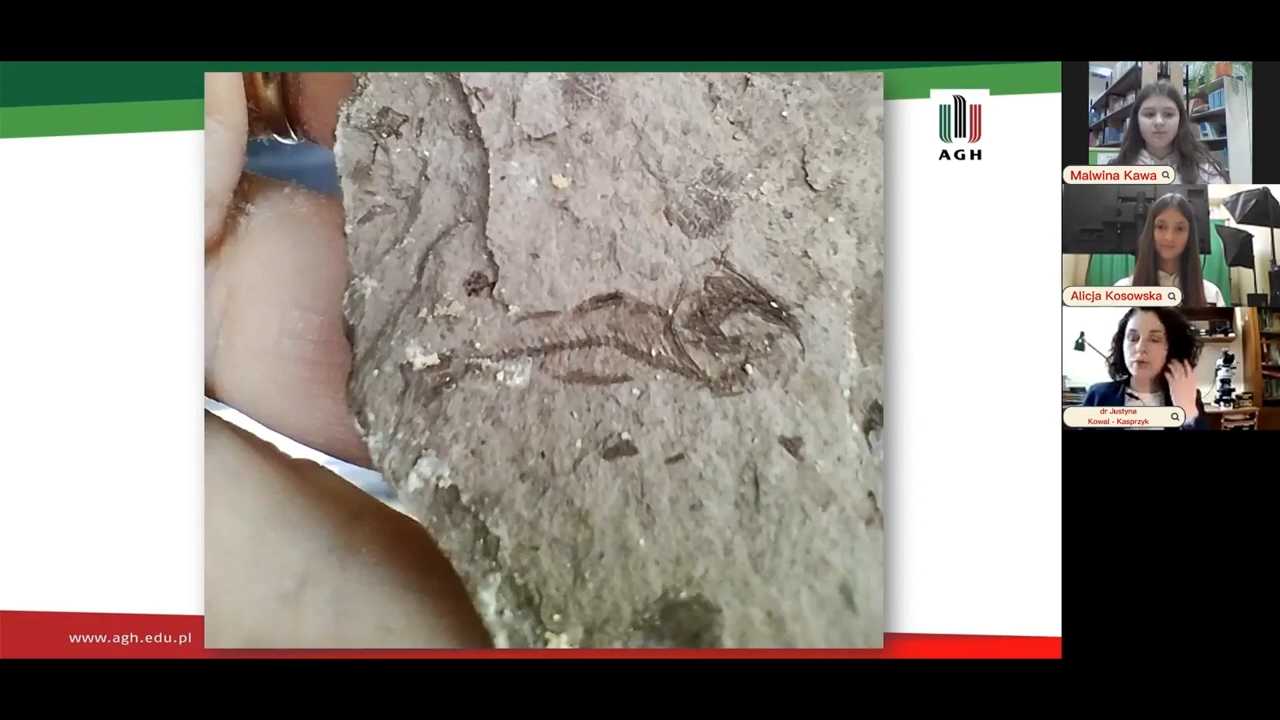 AGH
www.agh.edu.pl
Malwina Kawa
Alicja Kosowska
dr Justyna
Kowal - Kasprzyk